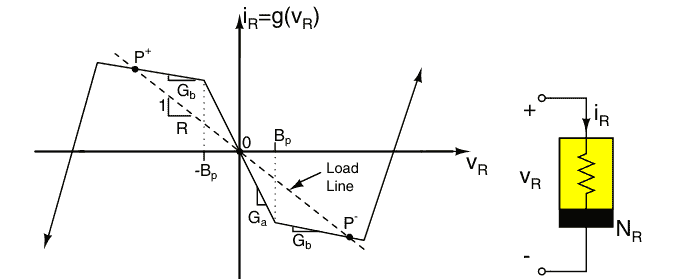 iR=g(vR)
P+
Gb
1
R
0
Bp
-Bp
vR
Load
Line
Ga
Gb
P-
+
iR
vR
NR
-